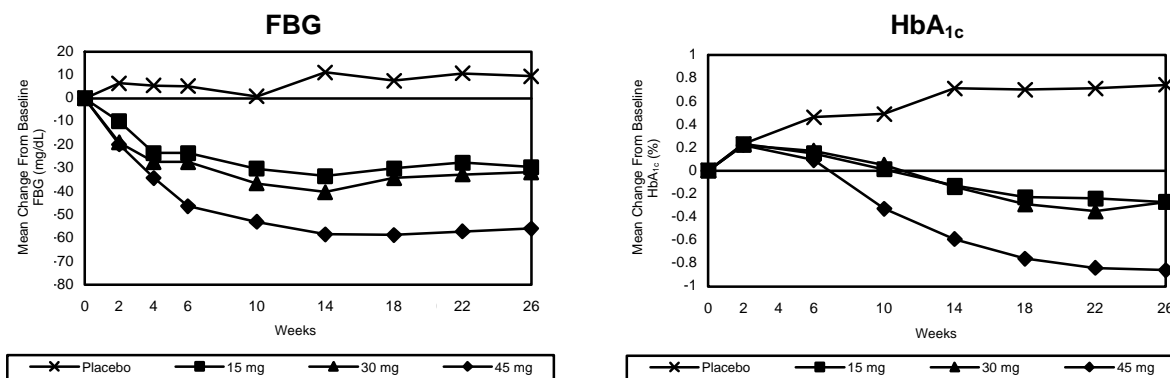 FBG
20
10
0
-10
-20
-30
-40
-50
-60
-70
-80
Mean Change From Baseline
FBG (mg/dL)
0 2 4 6 10 14 18 22 26
Weeks
Placebo 15 mg 30 mg 45 mg
HbA1c
1
0.8
0.6
0.4
0.2
0
-0.2
-0.4
-0.6
-0.8
-1
Mean Change From Baseline
HbA1c (%)
0 2 6 10 14 18 22 26
Weeks
Placebo 15 mg 30 mg 45 mg